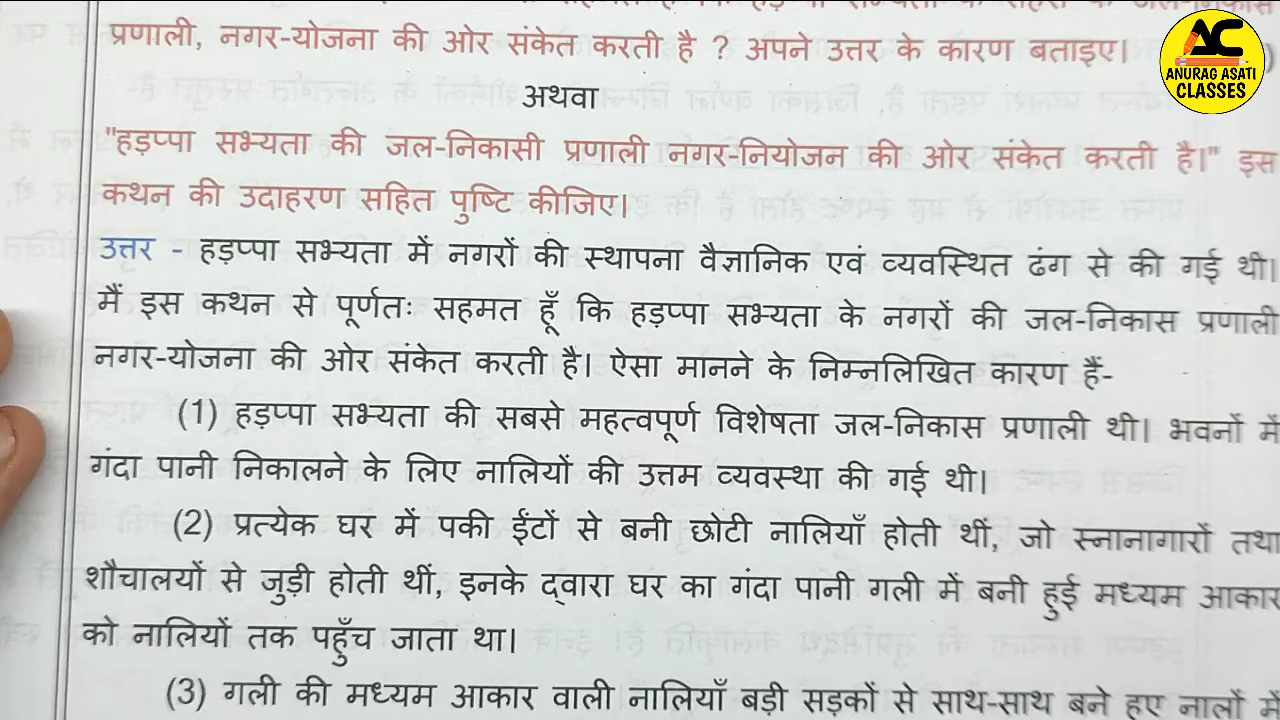 प्रणाली, नगर-योजना की ओर संकेत करती है ? अपने उत्तर के कारण बताइए।
AC
ANURAG ASATI
CLASSES
अथवा
"हड़प्पा सभ्यता की जल-निकासी प्रणाली नगर-नियोजन की ओर संकेत करती है।" इस
कथन की उदाहरण सहित पुष्टि कीजिए।
उत्तर - हड़प्पा सभ्यता में नगरों की स्थापना वैज्ञानिक एवं व्यवस्थित ढंग से की गई थी।
मैं इस कथन से पूर्णतः सहमत हूँ कि हड़प्पा सभ्यता के नगरों की जल-निकास प्रणाली
नगर-योजना की ओर संकेत करती है। ऐसा मानने के निम्नलिखित कारण हैं-
(1) हड़प्पा सभ्यता की सबसे महत्वपूर्ण विशेषता जल-निकास प्रणाली थी। भवनों में
गंदा पानी निकालने के लिए नालियों की उत्तम व्यवस्था की गई थी।
(2) प्रत्येक घर में पकी ईंटों से बनी छोटी नालियाँ होती थीं, जो स्नानागारों तथा
शौचालयों से जुड़ी होती थीं, इनके द्वारा घर का गंदा पानी गली में बनी हुई मध्यम आकार
को नालियों तक पहुँच जाता था।
(3) गली की मध्यम आकार वाली नालियाँ बड़ी सड़कों से साथ-साथ बने हुए नालों में